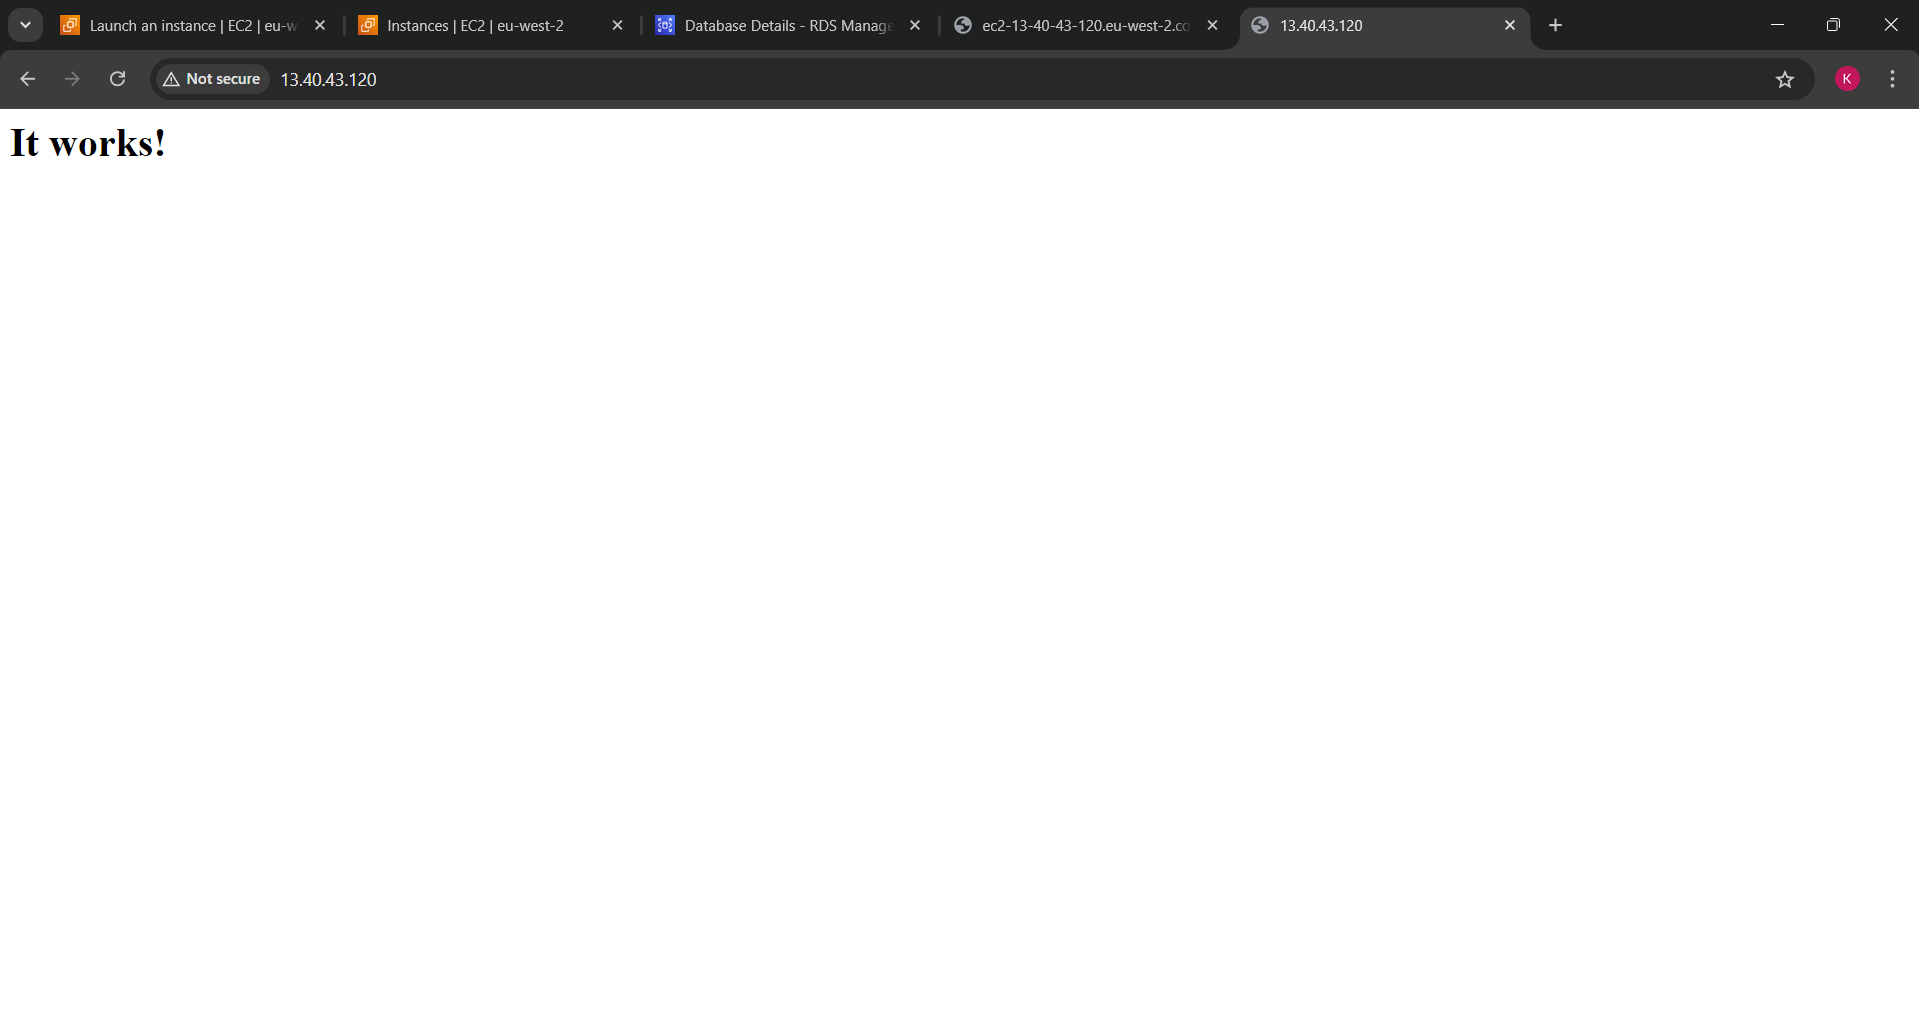 Launch an instance | EC2 | eu-w
Instances | EC2 | eu-west-2
Database Details - RDS Manage
ec2-13-40-43-120.eu-west-2.co
13.40.43.120
Not secure
13.40.43.120
K
It works!